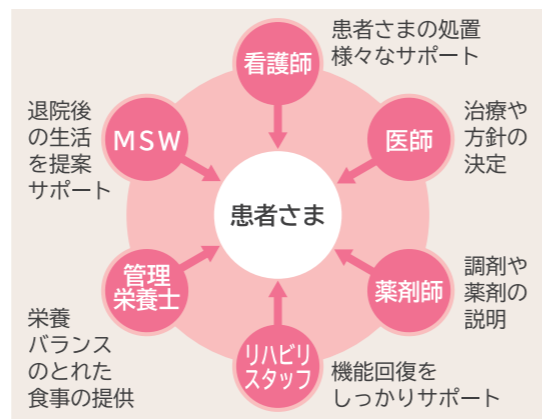 看護師
患者さまの処置
様々なサポート
医師
治療や
方針の
決定
薬剤師
調剤や
薬剤の
説明
リハビリ
スタッフ
機能回復を
しっかりサポート
管理
栄養士
栄養
バランス
のとれた
食事の提供
MSW
退院後
の生活
を提案
サポート
患者さま